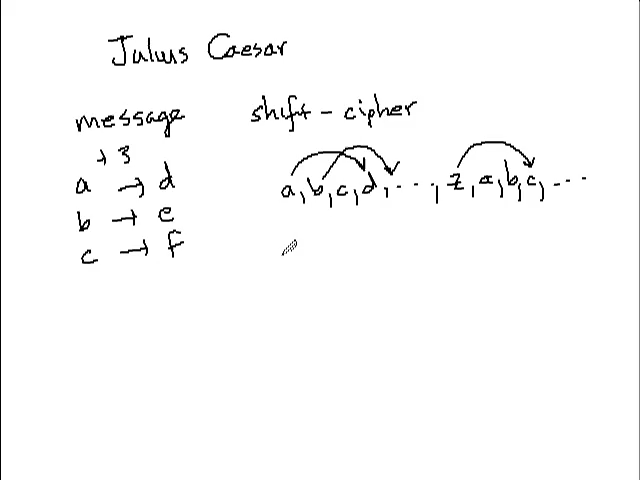 Julius Caesar
message shift - cipher
+ 3
a → d a, b, c, d, ..., z, a, b, c, ...
b → e
c → f